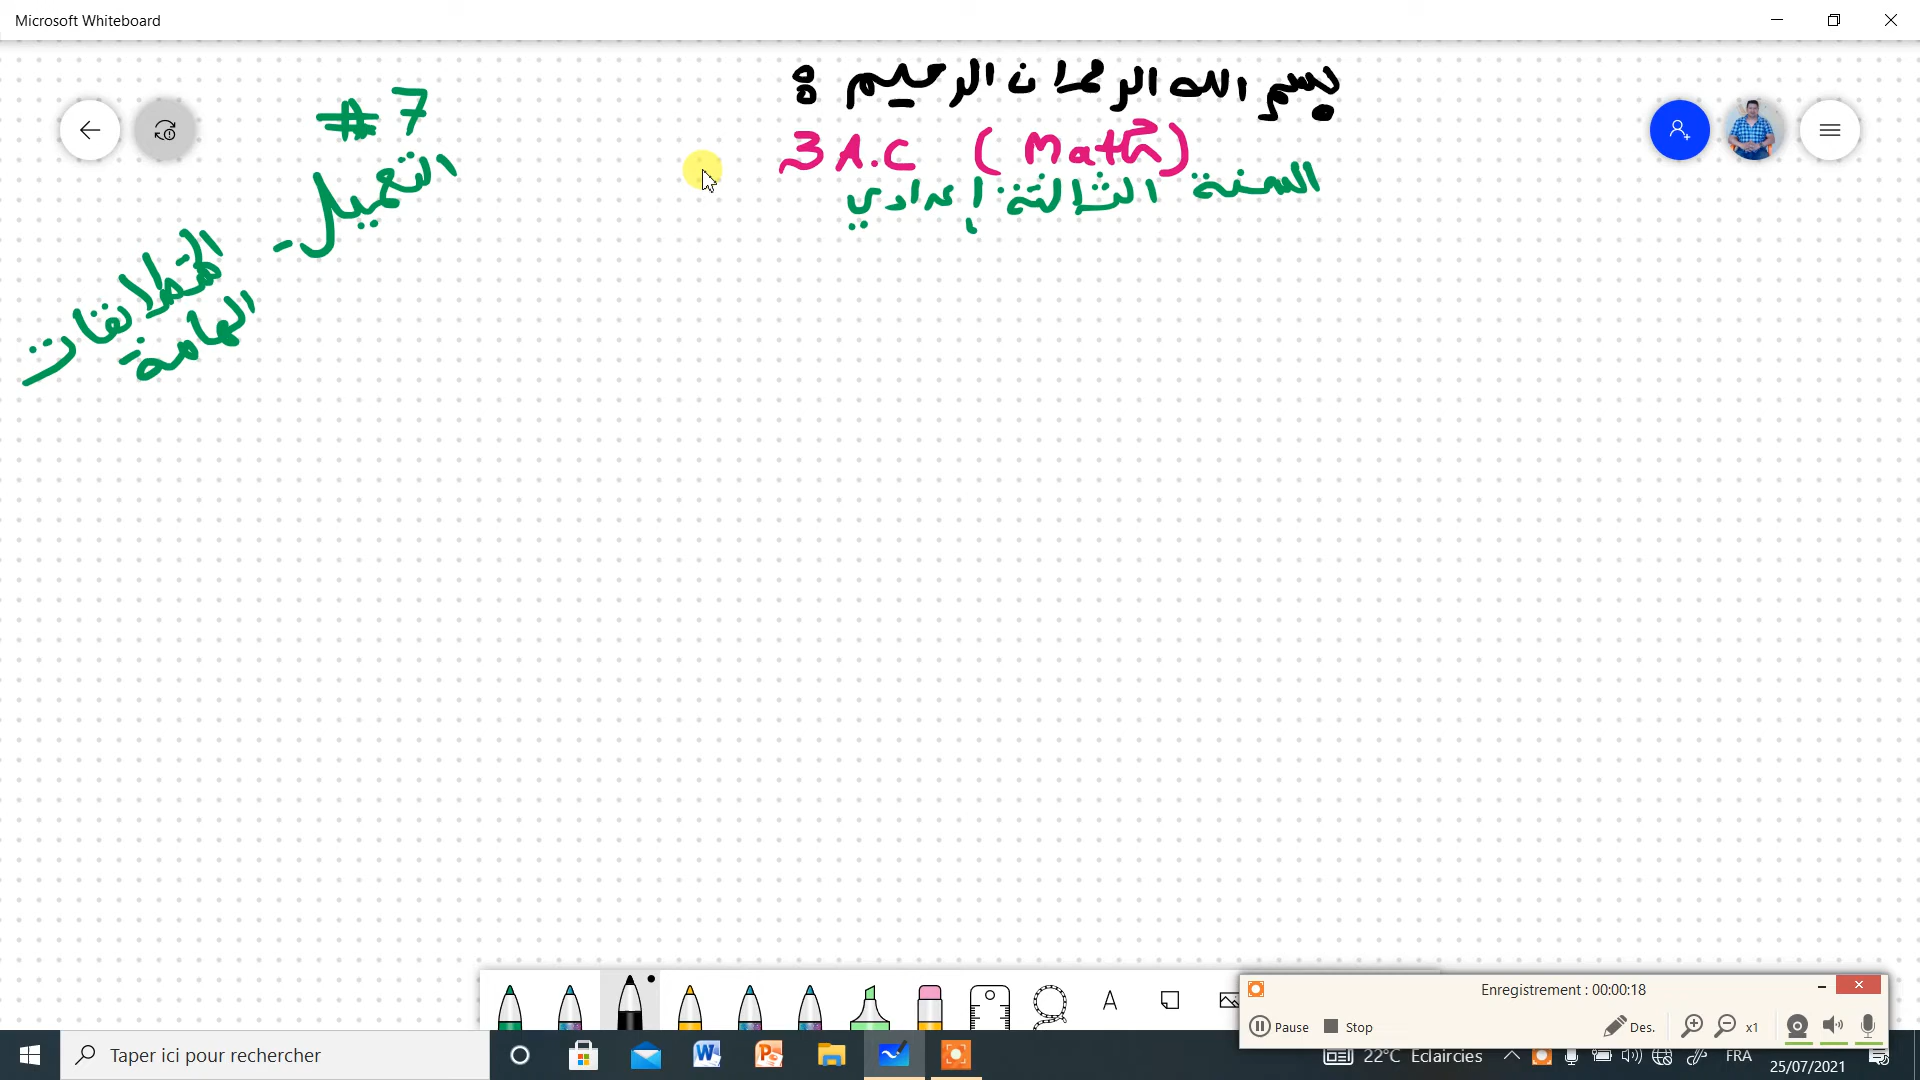 Microsoft Whiteboard
بسم الله الرحمان الرحيم :
3 A.C ( Math )
السنة الثالثة إعدادي
# 7
التعميل -
المتطابقات
الهامة
A
Enregistrement : 00:00:18
Pause Stop Des. x1
Taper ici pour rechercher
22°C Eclaircies FRA
25/07/2021